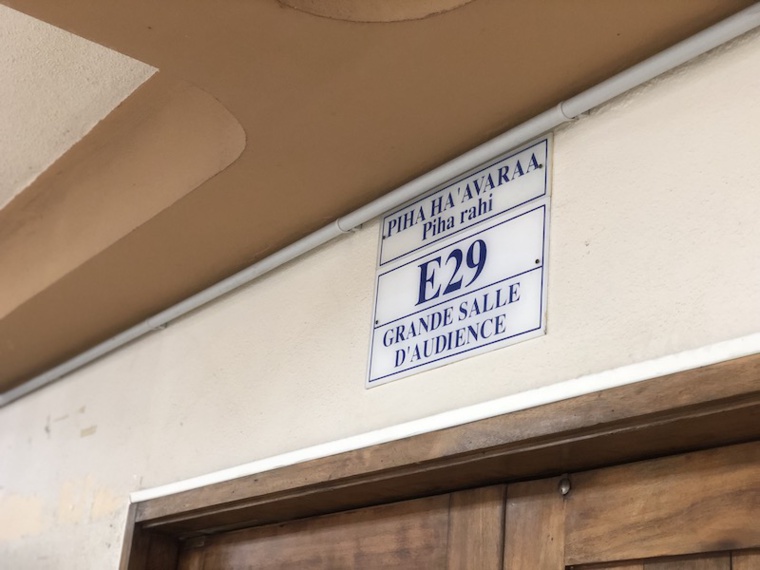 PIHA HA'AVARAA
Piha rahi
E29
GRANDE SALLE
D'AUDIENCE